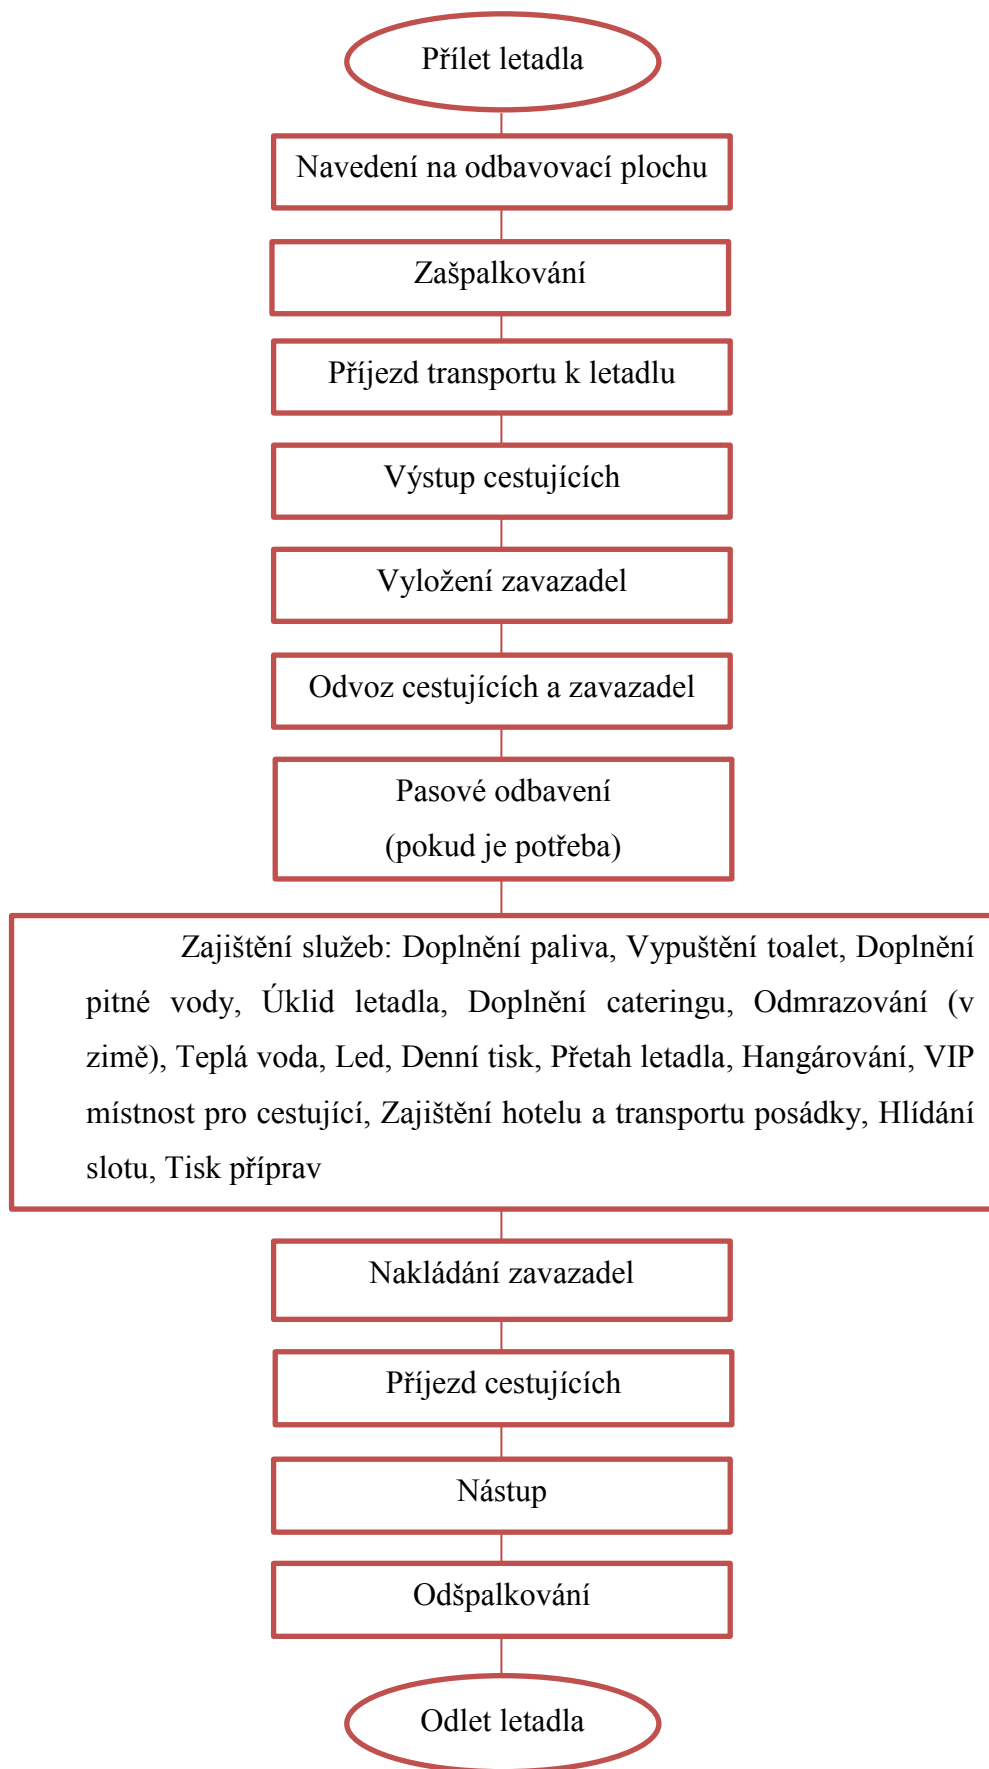 Přílet letadla
Navedení na odbavovací plochu
Zašpalkování
Příjezd transportu k letadlu
Výstup cestujících
Vyložení zavazadel
Odvoz cestujících a zavazadel
Pasové odbavení
(pokud je potřeba)
Zajištění služeb: Doplnění paliva, Vypuštění toalet, Doplnění
pitné vody, Úklid letadla, Doplnění cateringu, Odmrazování (v
zimě), Teplá voda, Led, Denní tisk, Přetah letadla, Hangárování, VIP
místnost pro cestující, Zajištění hotelu a transportu posádky, Hlídání
slotu, Tisk příprav
Nakládání zavazadel
Příjezd cestujících
Nástup
Odšpalkování
Odlet letadla